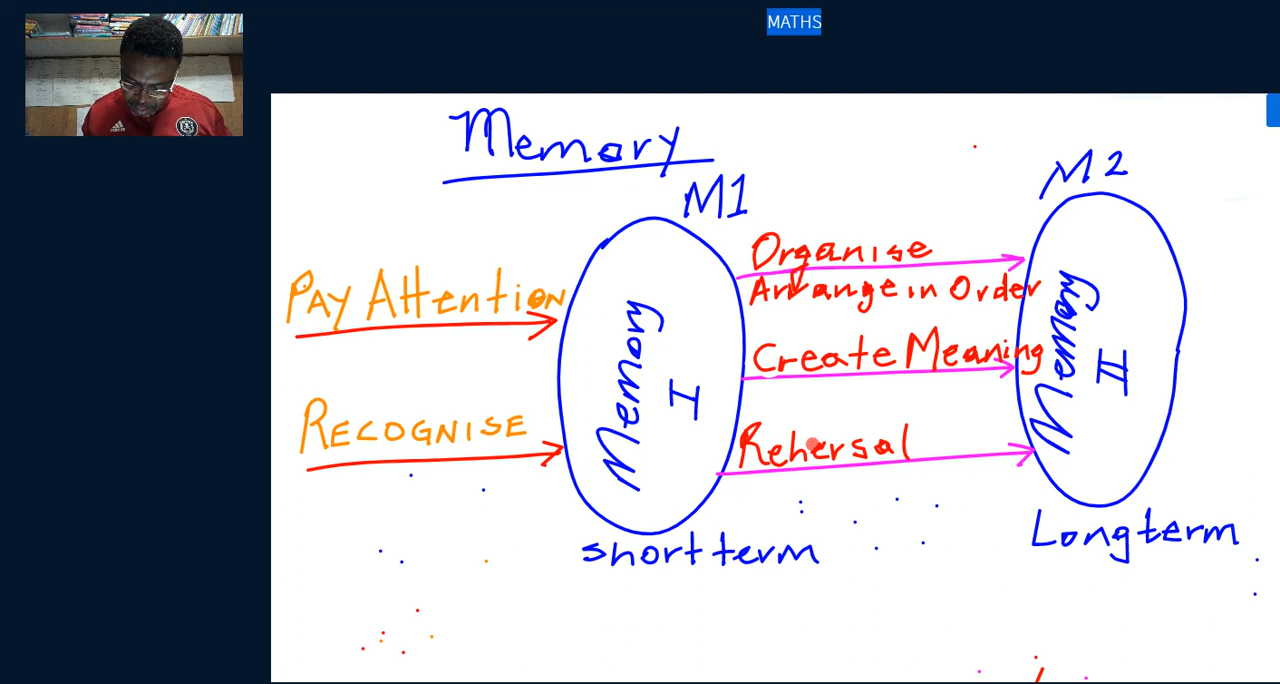 MATHS
Memory
M1
M2
PAY Attention
RECOGNISE
Memory
I
Organise
Arrange in Order
Create Meaning
Rehersal
Memory
II
short term
Longterm